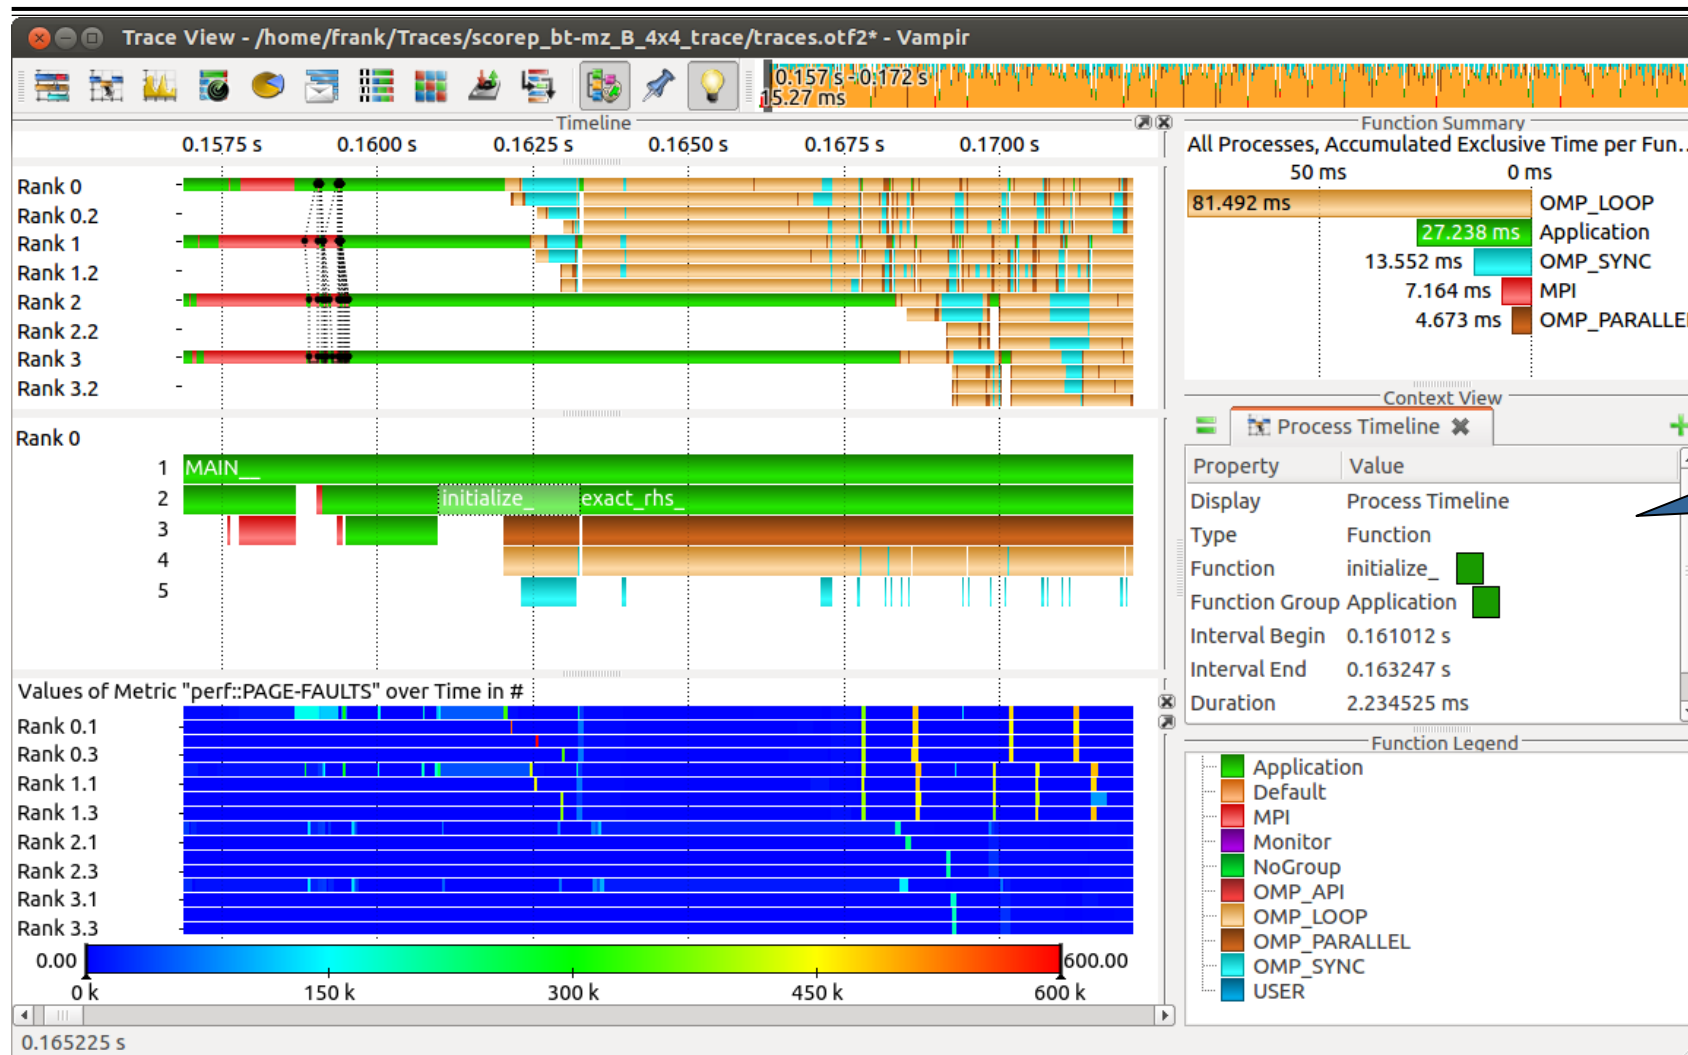 Trace View - /home/frank/Traces/scorep_bt-mz_B_4x4_trace/traces.otf2* - Vampir
0.157 s - 0.172 s
15.27 ms
Timeline
0.1575 s 0.1600 s 0.1625 s 0.1650 s 0.1675 s 0.1700 s
Rank 0
Rank 0.2
Rank 1
Rank 1.2
Rank 2
Rank 2.2
Rank 3
Rank 3.2
Rank 0
1 MAIN__
2 initialize_ exact_rhs_
3
4
5
Values of Metric "perf::PAGE-FAULTS" over Time in #
Rank 0.1
Rank 0.3
Rank 1.1
Rank 1.3
Rank 2.1
Rank 2.3
Rank 3.1
Rank 3.3
0.00 600.00
0 k 150 k 300 k 450 k 600 k
0.165225 s
Function Summary
All Processes, Accumulated Exclusive Time per Fun..
50 ms 0 ms
81.492 ms OMP_LOOP
27.238 ms Application
13.552 ms OMP_SYNC
7.164 ms MPI
4.673 ms OMP_PARALLE
Context View
Process Timeline
Property Value
Display Process Timeline
Type Function
Function initialize_
Function Group Application
Interval Begin 0.161012 s
Interval End 0.163247 s
Duration 2.234525 ms
Function Legend
Application
Default
MPI
Monitor
NoGroup
OMP_API
OMP_LOOP
OMP_PARALLEL
OMP_SYNC
USER